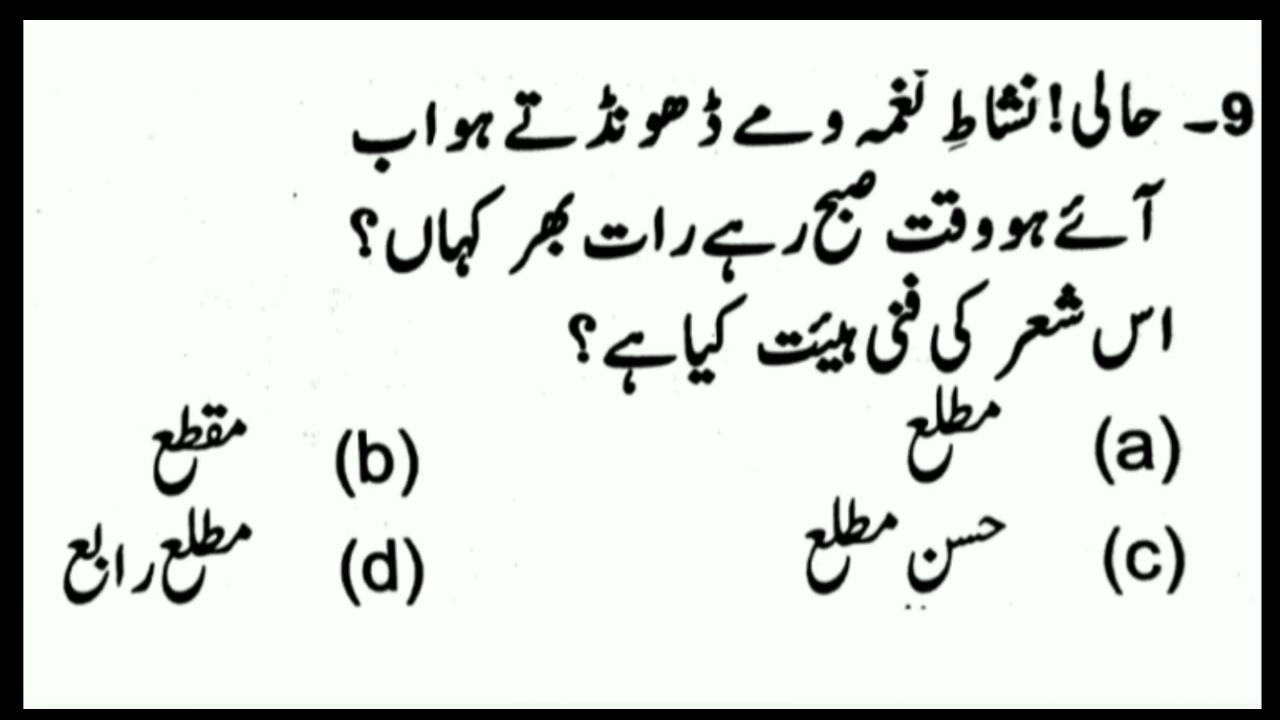 9۔ حالی! نشاطِ نغمہ و مے ڈھونڈتے ہو اب
آئے ہو وقت صبح رہے رات بھر کہاں؟
اس شعر کی فنی ہیئت کیا ہے؟
(a) مطلع (b) مقطع
(c) حسن مطلع (d) مطلع رابع